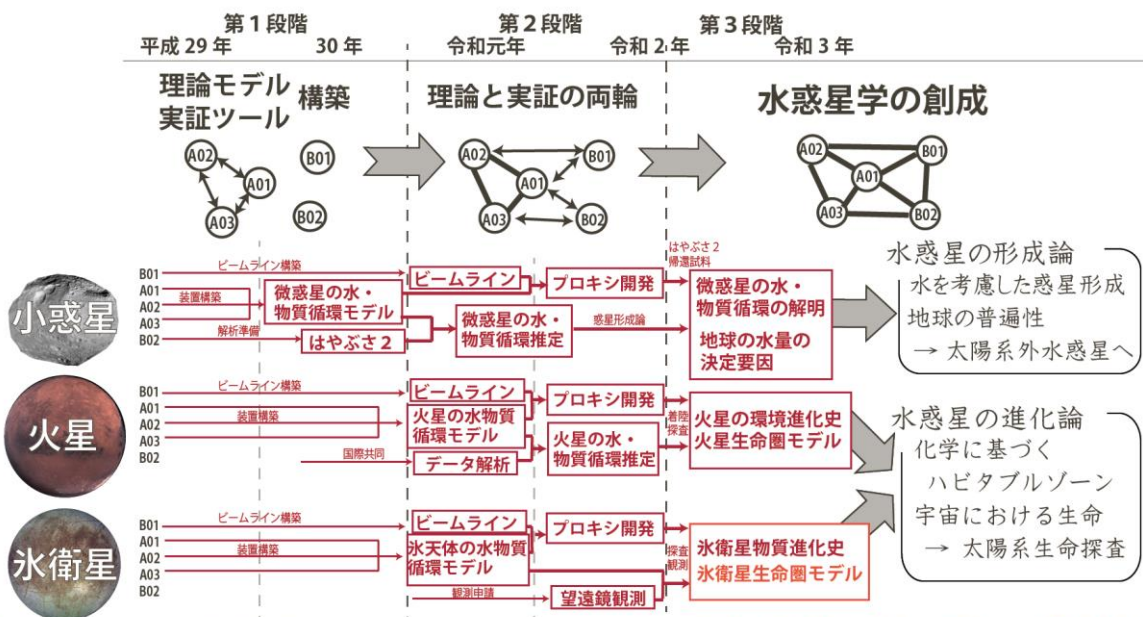 第1段階
第2段階
第3段階
平成 29 年
30 年
令和元年
令和 2 年
令和 3 年
理論モデル
実証ツール
構築
理論と実証の両輪
水惑星学の創成
A02
A01
A03
B01
B02
A02
B01
A01
A03
B02
A02
B01
A01
A03
B02
小惑星
B01
A01
A02
A03
B02
ビームライン構築
装置構築
解析準備
微惑星の水・
物質循環モデル
はやぶさ2
ビームライン
微惑星の水・
物質循環推定
プロキシ開発
惑星形成論
はやぶさ2
帰還試料
微惑星の水・
物質循環の解明
地球の水量の
決定要因
水惑星の形成論
水を考慮した惑星形成
地球の普遍性
→ 太陽系外水惑星へ
火星
B01
A01
A02
A03
B02
ビームライン構築
装置構築
国際共同
ビームライン
火星の水物質
循環モデル
データ解析
プロキシ開発
火星の水・
物質循環推定
着陸
探査
火星の環境進化史
火星生命圏モデル
水惑星の進化論
化学に基づく
ハビタブルゾーン
宇宙における生命
→ 太陽系生命探査
氷衛星
B01
A01
A02
A03
B02
ビームライン構築
装置構築
観測申請
ビームライン
氷天体の水物質
循環モデル
プロキシ開発
望遠鏡観測
探査
観測
氷衛星物質進化史
氷衛星生命圏モデル